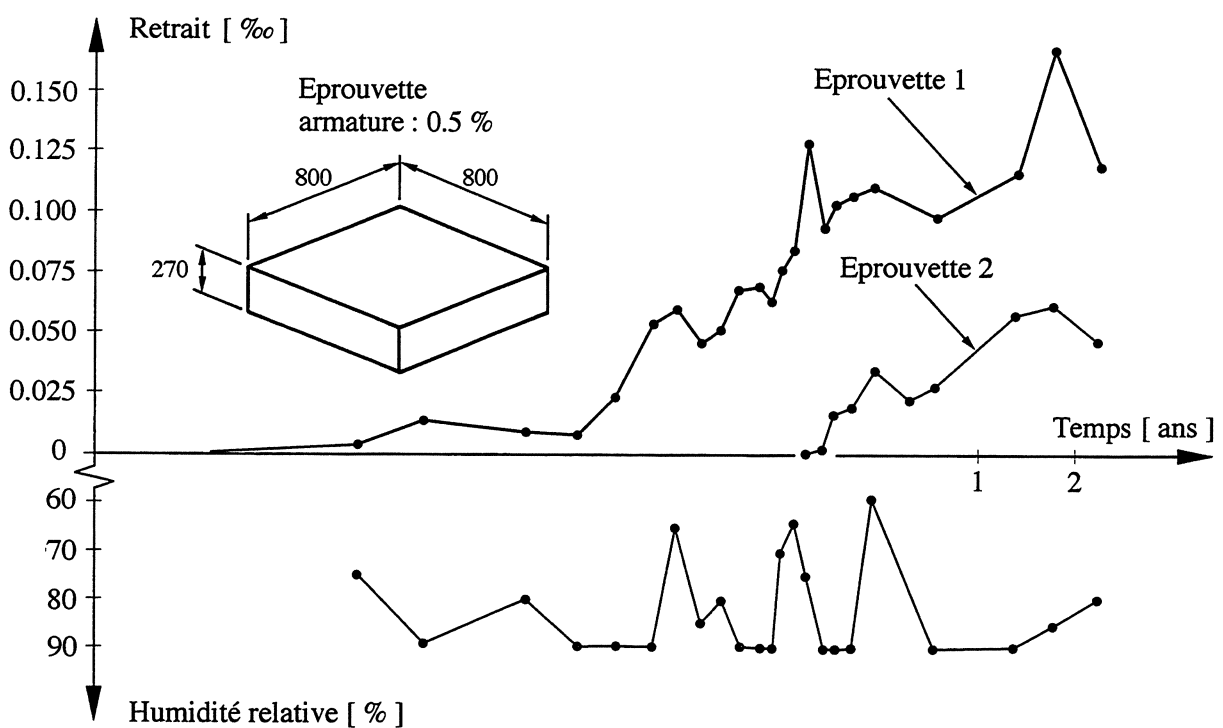 Retrait [ ‰ ]
0.150
0.125
0.100
0.075
0.050
0.025
0
Eprouvette
armature : 0.5 %
800
800
270
Eprouvette 1
Eprouvette 2
Temps [ ans ]
1
2
60
70
80
90
Humidité relative [ % ]